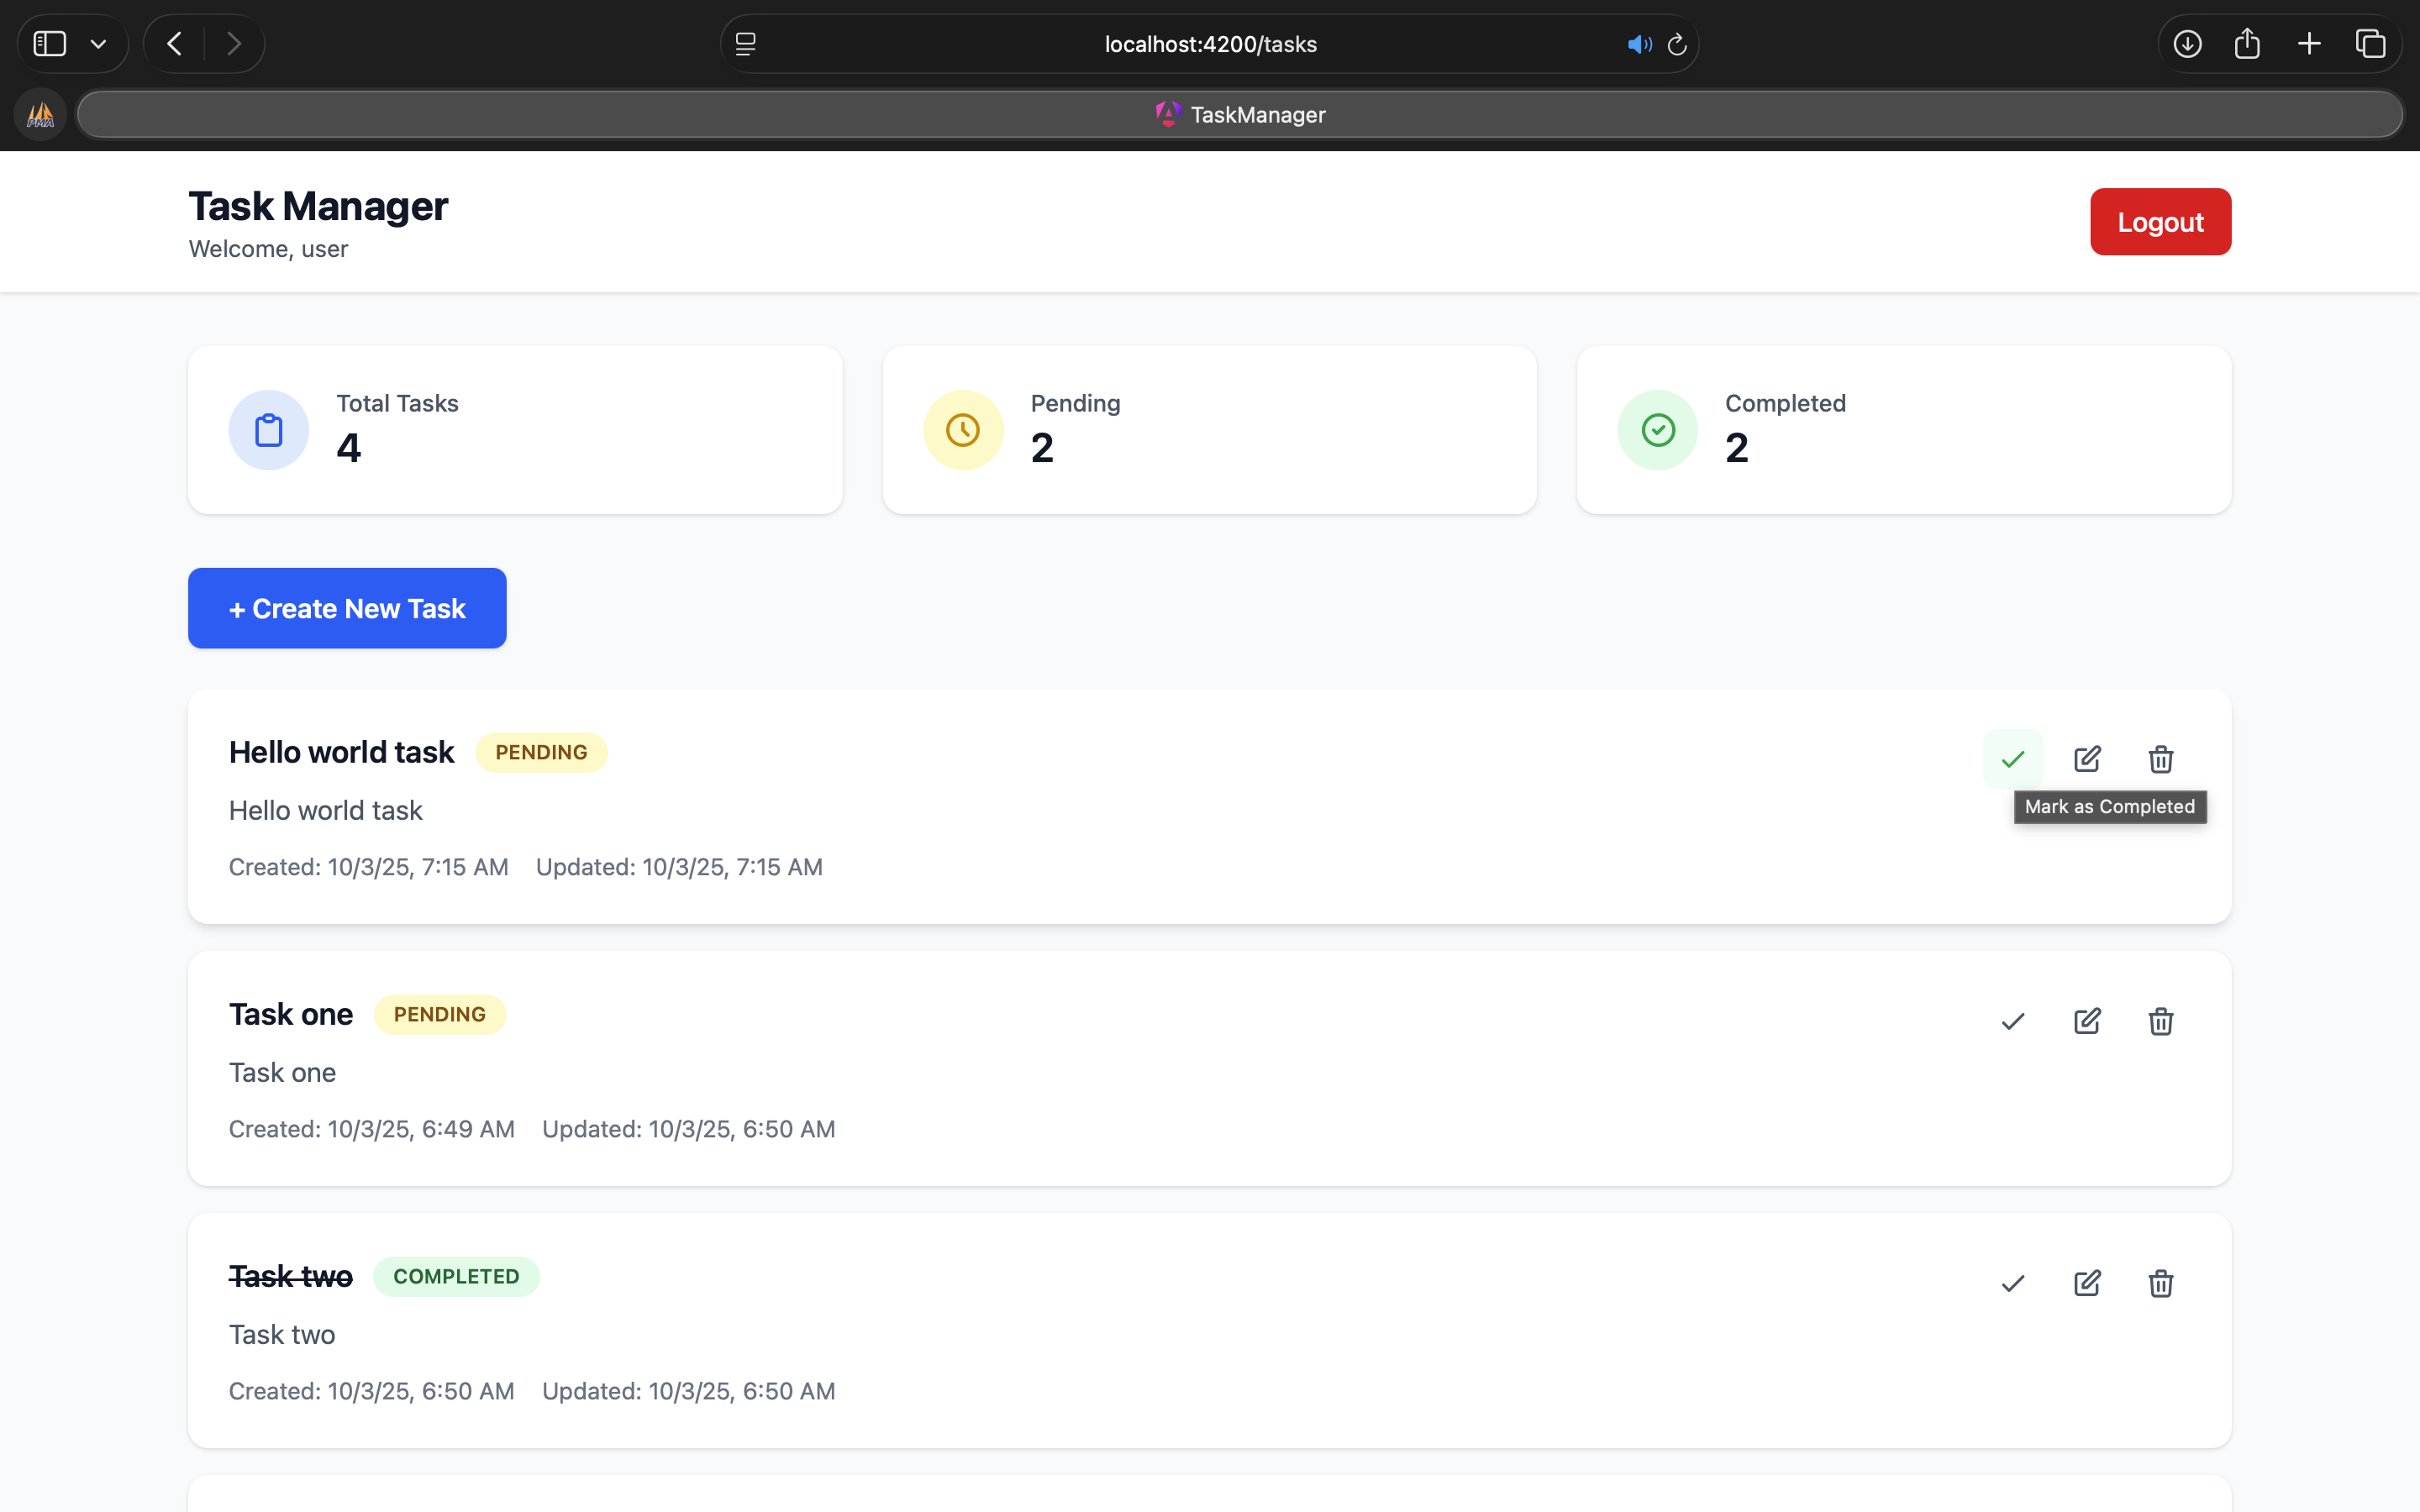 localhost:4200/tasks
PMA
TaskManager
Task Manager
Welcome, user
Logout
Total Tasks
4
Pending
2
Completed
2
+ Create New Task
Hello world task PENDING
Hello world task
Mark as Completed
Created: 10/3/25, 7:15 AM Updated: 10/3/25, 7:15 AM
Task one PENDING
Task one
Created: 10/3/25, 6:49 AM Updated: 10/3/25, 6:50 AM
Task two COMPLETED
Task two
Created: 10/3/25, 6:50 AM Updated: 10/3/25, 6:50 AM